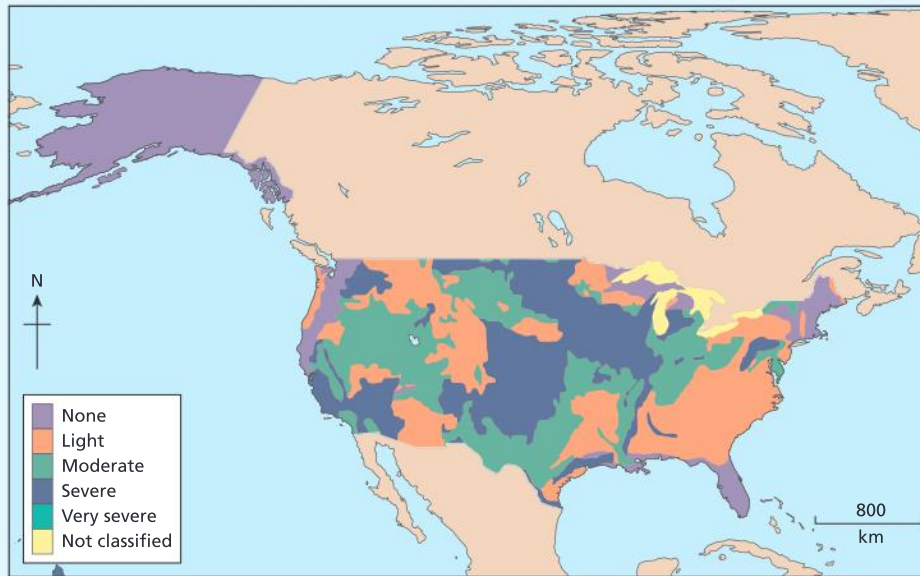 N
None
Light
Moderate
Severe
Very severe
Not classified
800
km